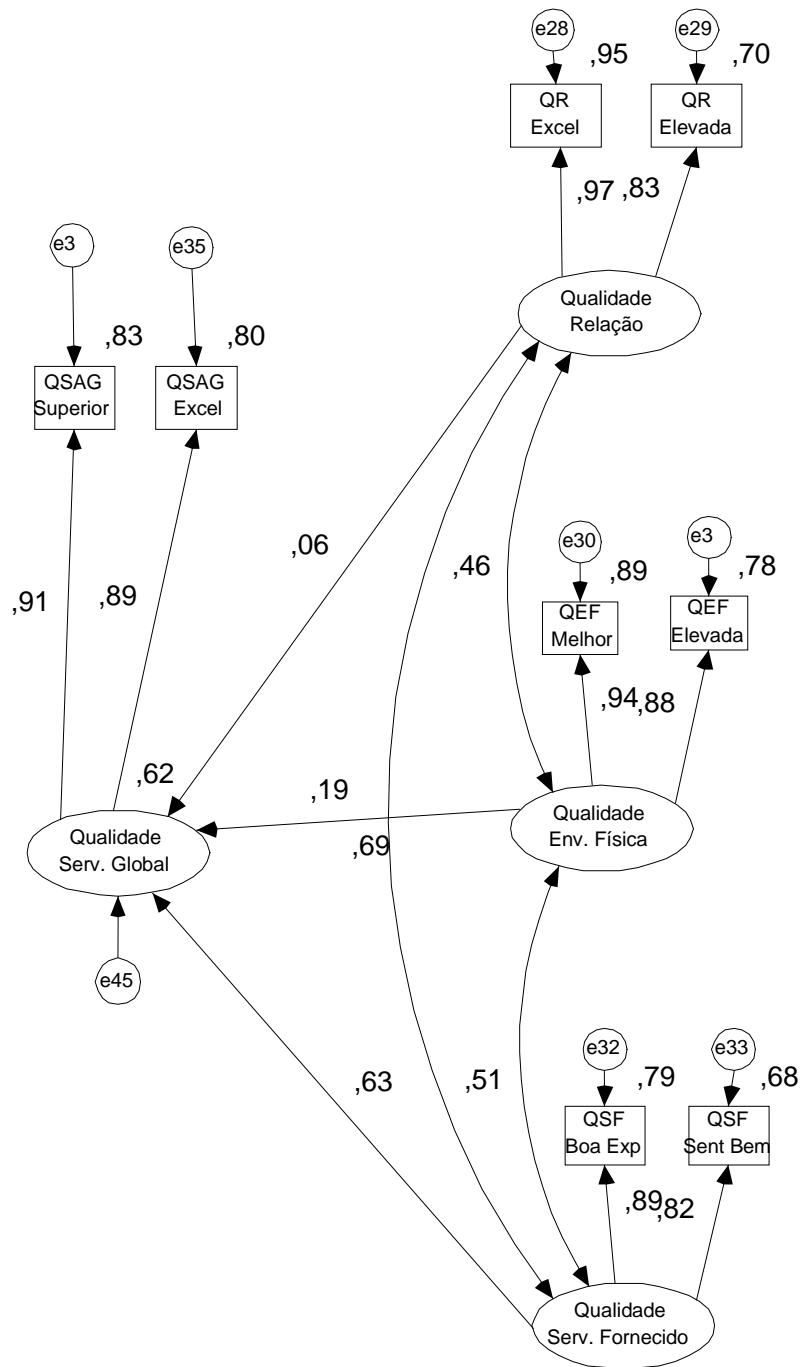 e28
e29
,95
,70
QR
Excel
QR
Elevada
,97
,83
e3
e35
,83
,80
Qualidade
Relação
QSAG
Superior
QSAG
Excel
,06
,46
e30
e3
,89
,78
,91
,89
QEF
Melhor
QEF
Elevada
,94
,88
,62
,19
Qualidade
Env. Física
Qualidade
Serv. Global
,69
e45
e32
e33
,63
,51
,79
,68
QSF
Boa Exp
QSF
Sent Bem
,89
,82
Qualidade
Serv. Fornecido